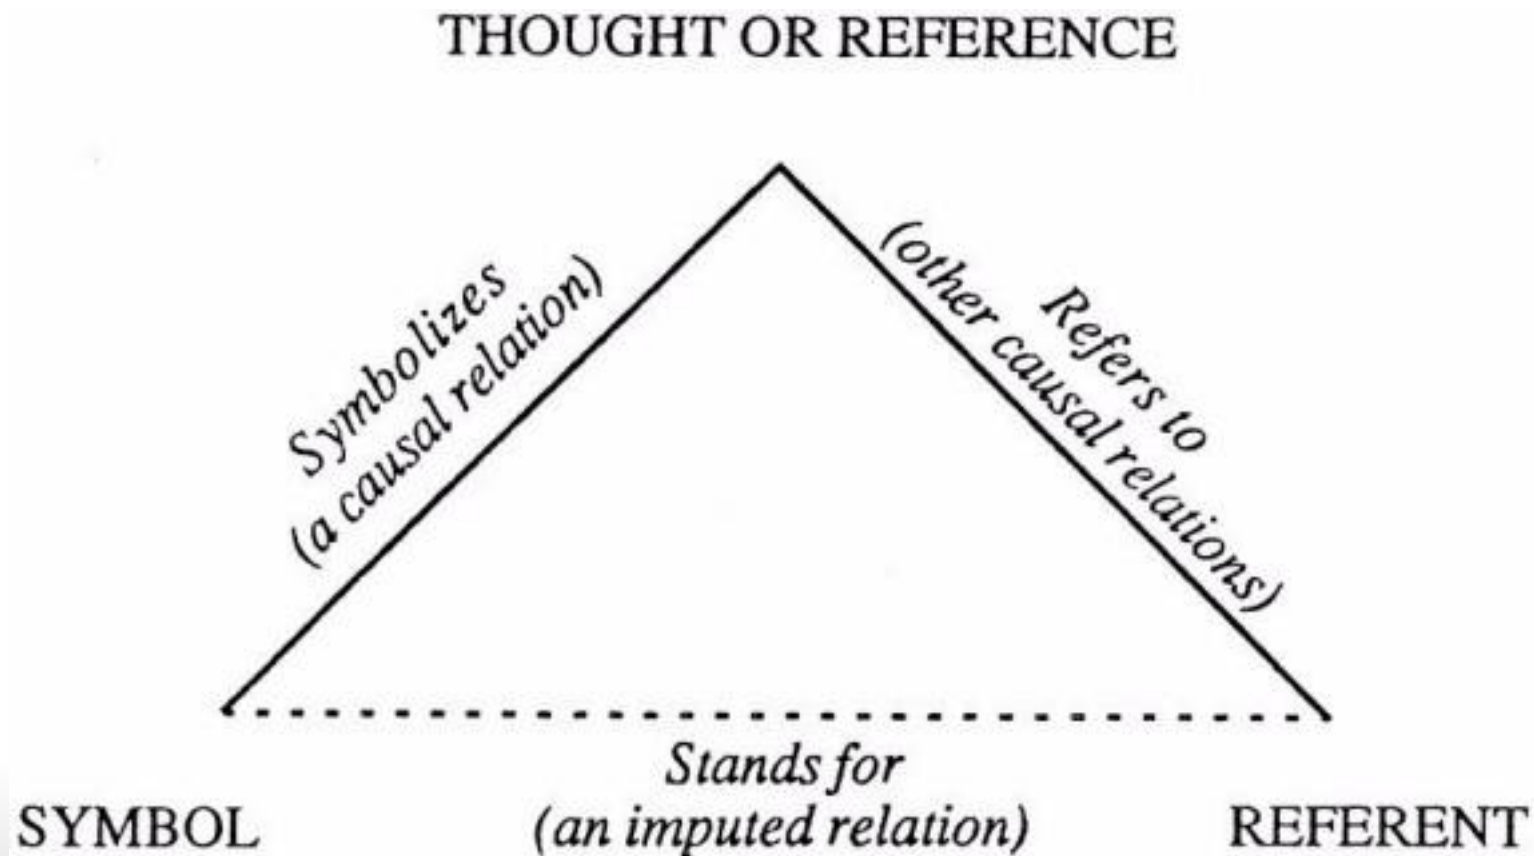 THOUGHT OR REFERENCE
Symbolizes
(a causal relation)
Refers to
(other causal relations)
Stands for
(an imputed relation)
SYMBOL
REFERENT